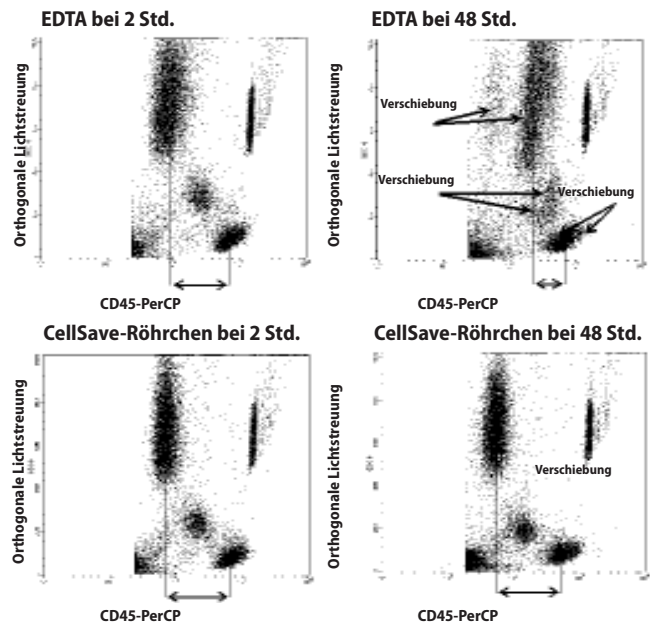 EDTA bei 2 Std.
EDTA bei 48 Std.
Orthogonale Lichtstreuung
Orthogonale Lichtstreuung
Verschiebung
Verschiebung
Verschiebung
CD45-PerCP
CD45-PerCP
CellSave-Röhrchen bei 2 Std.
CellSave-Röhrchen bei 48 Std.
Orthogonale Lichtstreuung
Orthogonale Lichtstreuung
Verschiebung
CD45-PerCP
CD45-PerCP